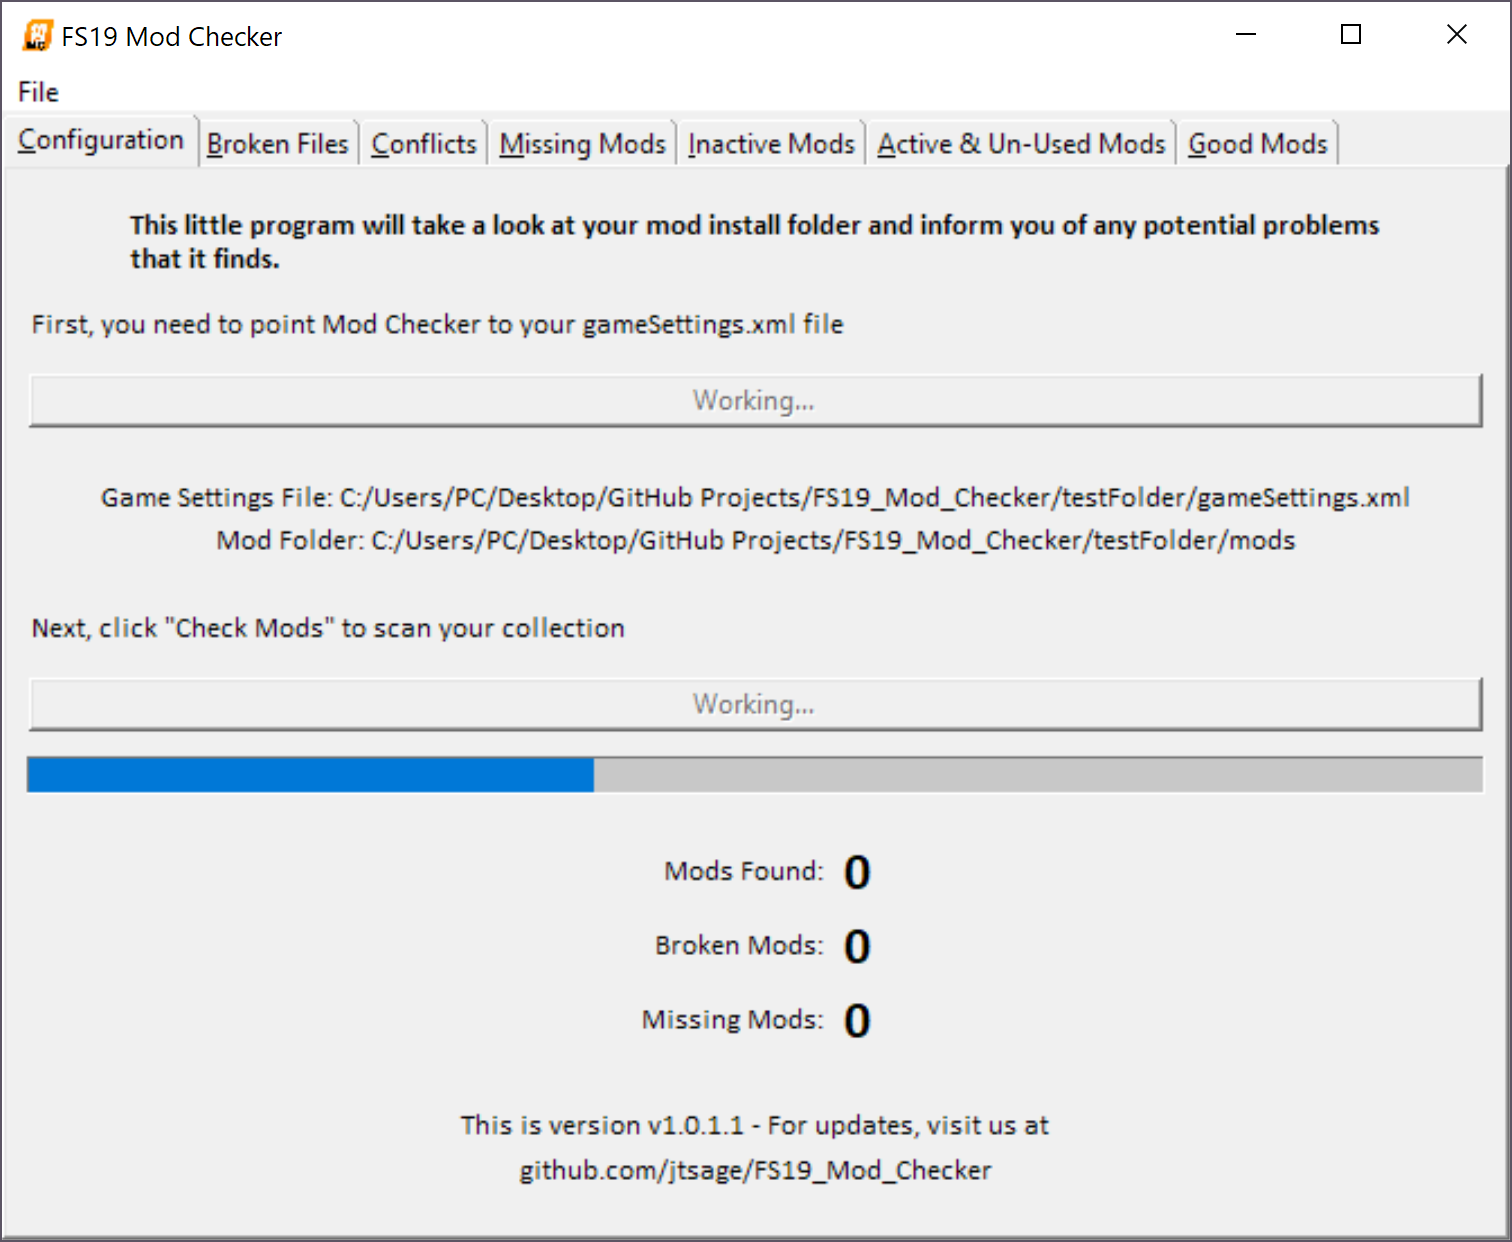 FS19 Mod Checker
File
Configuration Broken Files Conflicts Missing Mods Inactive Mods Active & Un-Used Mods Good Mods
This little program will take a look at your mod install folder and inform you of any potential problems
that it finds.
First, you need to point Mod Checker to your gameSettings.xml file
Working...
Game Settings File: C:/Users/PC/Desktop/GitHub Projects/FS19_Mod_Checker/testFolder/gameSettings.xml
Mod Folder: C:/Users/PC/Desktop/GitHub Projects/FS19_Mod_Checker/testFolder/mods
Next, click "Check Mods" to scan your collection
Working...
Mods Found: 0
Broken Mods: 0
Missing Mods: 0
This is version v1.0.1.1 - For updates, visit us at
github.com/jtsage/FS19_Mod_Checker